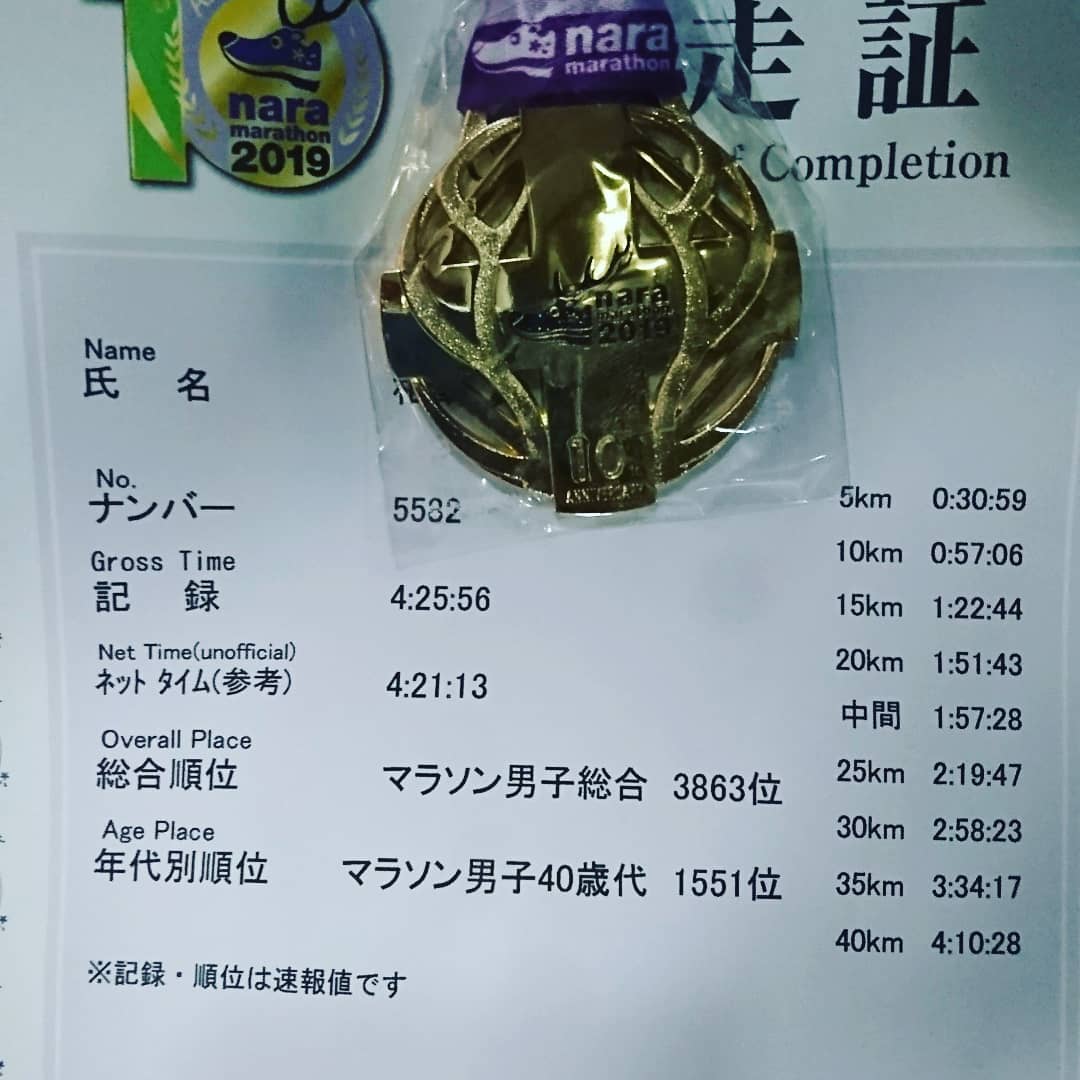 nara
marathon
2019
nara
marathon
走証
Completion
nara
marathon
2019
10th
ANNIVERSARY
Name
氏 名
No.
ナンバー 5582
Gross Time
記 録 4:25:56
Net Time(unofficial)
ネット タイム(参考) 4:21:13
Overall Place
総合順位 マラソン男子総合 3863位
Age Place
年代別順位 マラソン男子40歳代 1551位
※記録・順位は速報値です
5km 0:30:59
10km 0:57:06
15km 1:22:44
20km 1:51:43
中間 1:57:28
25km 2:19:47
30km 2:58:23
35km 3:34:17
40km 4:10:28